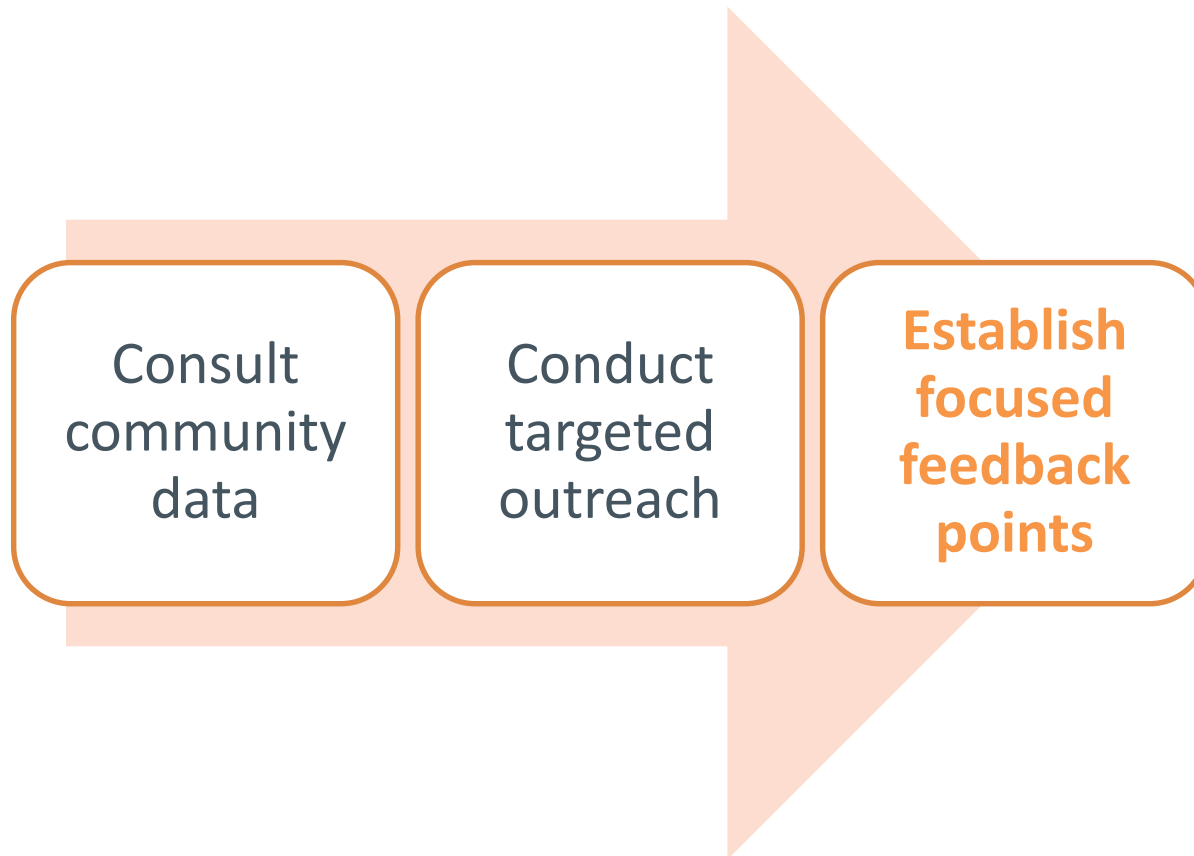 Consult
community
data
Conduct
targeted
outreach
Establish
focused
feedback
points